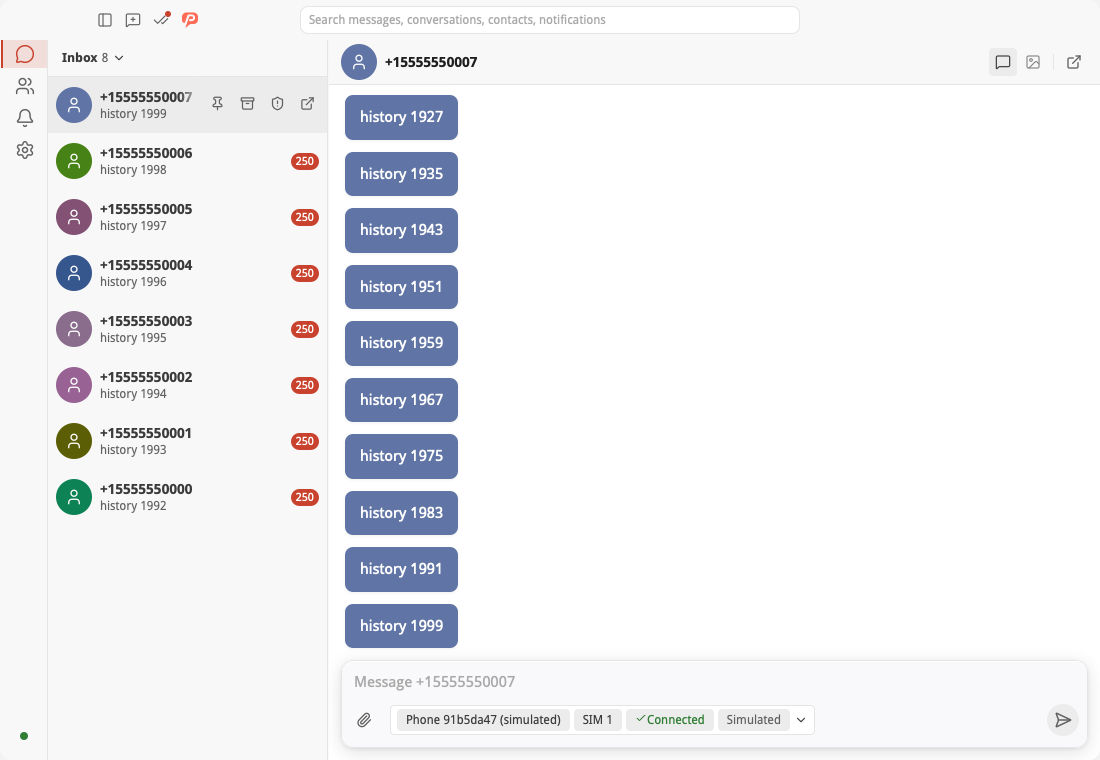 Search messages, conversations, contacts, notifications
Inbox 8
+15555550007
history 1999
+15555550006
history 1998
250
+15555550005
history 1997
250
+15555550004
history 1996
250
+15555550003
history 1995
250
+15555550002
history 1994
250
+15555550001
history 1993
250
+15555550000
history 1992
250
+15555550007
history 1927
history 1935
history 1943
history 1951
history 1959
history 1967
history 1975
history 1983
history 1991
history 1999
Message +15555550007
Phone 91b5da47 (simulated) SIM 1 Connected Simulated